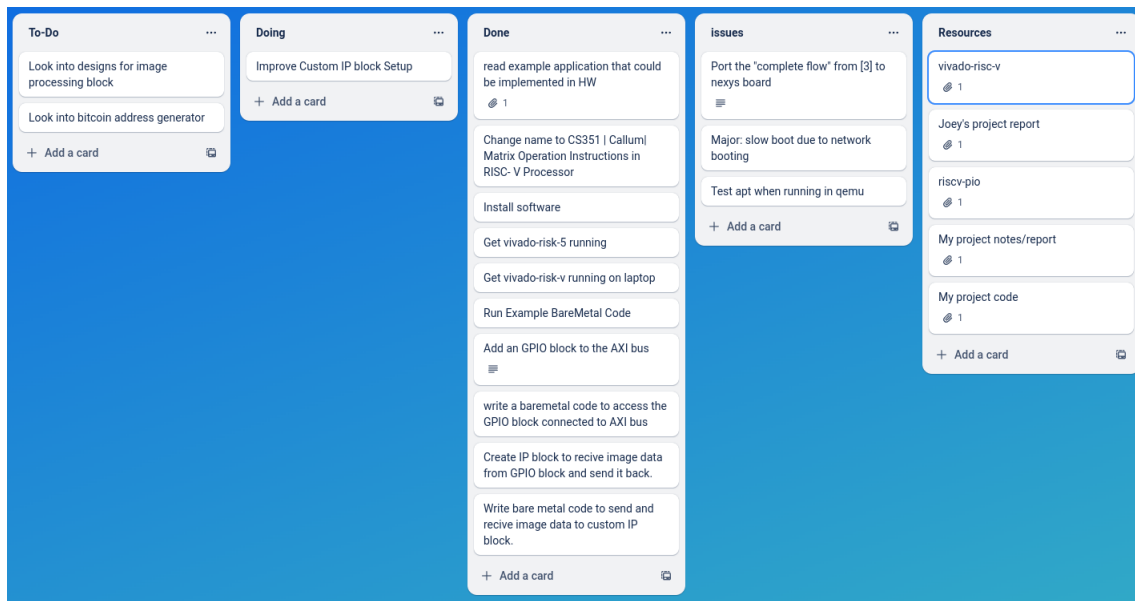 To-Do
Look into designs for image
processing block
Look into bitcoin address generator
Add a card
Doing
Improve Custom IP block Setup
Add a card
Done
read example application that could
be implemented in HW
1
Change name to CS351 | Callum|
Matrix Operation Instructions in
RISC- V Processor
Install software
Get vivado-risk-5 running
Get vivado-risk-v running on laptop
Run Example BareMetal Code
Add an GPIO block to the AXI bus
write a baremetal code to access the
GPIO block connected to AXI bus
Create IP block to recive image data
from GPIO block and send it back.
Write bare metal code to send and
recive image data to custom IP
block.
Add a card
issues
Port the "complete flow" from [3] to
nexys board
Major: slow boot due to network
booting
Test apt when running in qemu
Add a card
Resources
vivado-risc-v
1
Joey's project report
1
riscv-pio
1
My project notes/report
1
My project code
1
Add a card